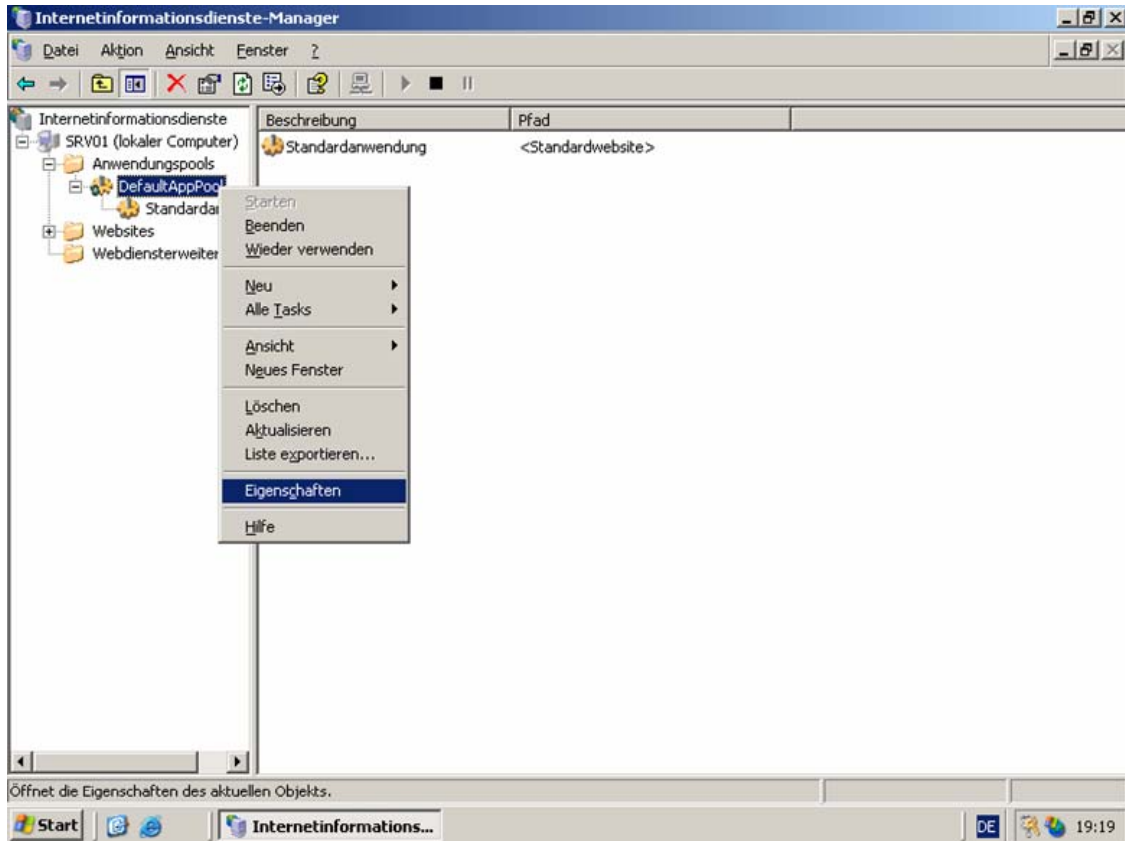 Internetinformationsdienste-Manager
Datei Aktion Ansicht Fenster ?
Internetinformationsdienste
SRV01 (lokaler Computer)
Anwendungspools
DefaultAppPool
Standardan
Websites
Webdiensterweiter
Beschreibung Pfad
Standardanwendung <Standardwebsite>
Starten
Beenden
Wieder verwenden
Neu
Alle Tasks
Ansicht
Neues Fenster
Löschen
Aktualisieren
Liste exportieren...
Eigenschaften
Hilfe
Öffnet die Eigenschaften des aktuellen Objekts.
Start Internetinformations... DE 19:19